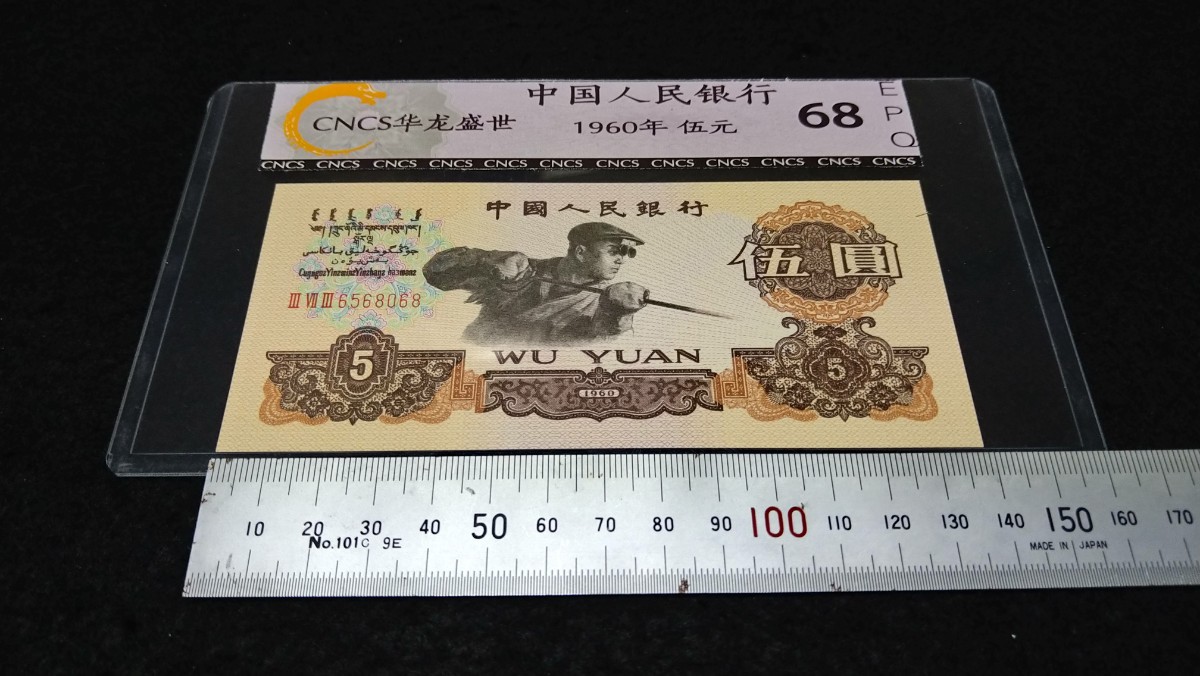 中国人民银行
CNCS华龙盛世
1960年 伍元
68
EPQ
CNCS CNCS CNCS CNCS CNCS CNCS CNCS CNCS CNCS CNCS CNCS CNCS
中國人民銀行
伍圓
III VII III 6568068
5
WU YUAN
5
1960
10 20 30 40 50 60 70 80 90 100 110 120 130 140 150 160 170
No.101C 9E
MADE IN JAPAN